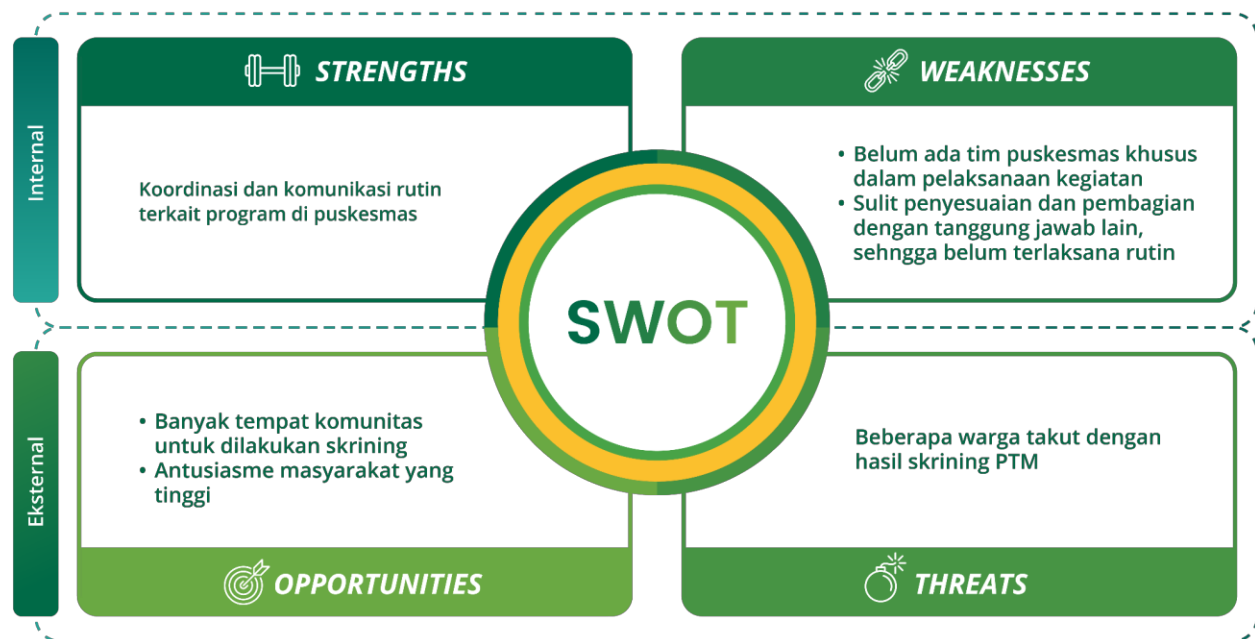 Internal
STRENGTHS
Koordinasi dan komunikasi rutin
terkait program di puskesmas
WEAKNESSES
• Belum ada tim puskesmas khusus
dalam pelaksanaan kegiatan
• Sulit penyesuaian dan pembagian
dengan tanggung jawab lain,
sehngga belum terlaksana rutin
SWOT
Eksternal
• Banyak tempat komunitas
untuk dilakukan skrining
• Antusiasme masyarakat yang
tinggi
OPPORTUNITIES
Beberapa warga takut dengan
hasil skrining PTM
THREATS